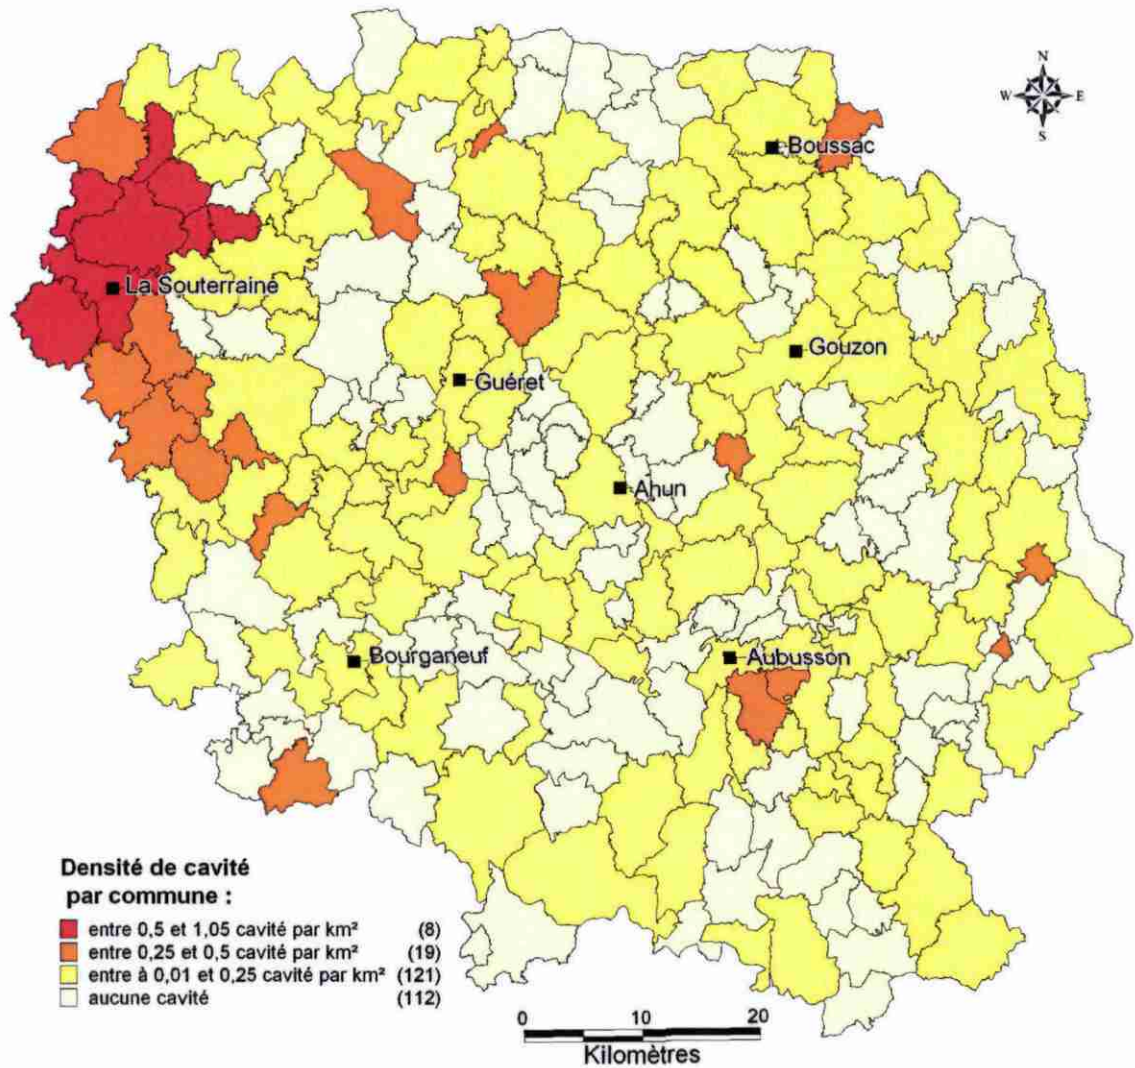 N
W E
S
Boussac
La Souterraine
Gouzon
Guéret
Ahun
Bourganeuf
Aubusson
Densité de cavité
par commune :
entre 0,5 et 1,05 cavité par km² (8)
entre 0,25 et 0,5 cavité par km² (19)
entre à 0,01 et 0,25 cavité par km² (121)
aucune cavité (112)
0 10 20
Kilomètres